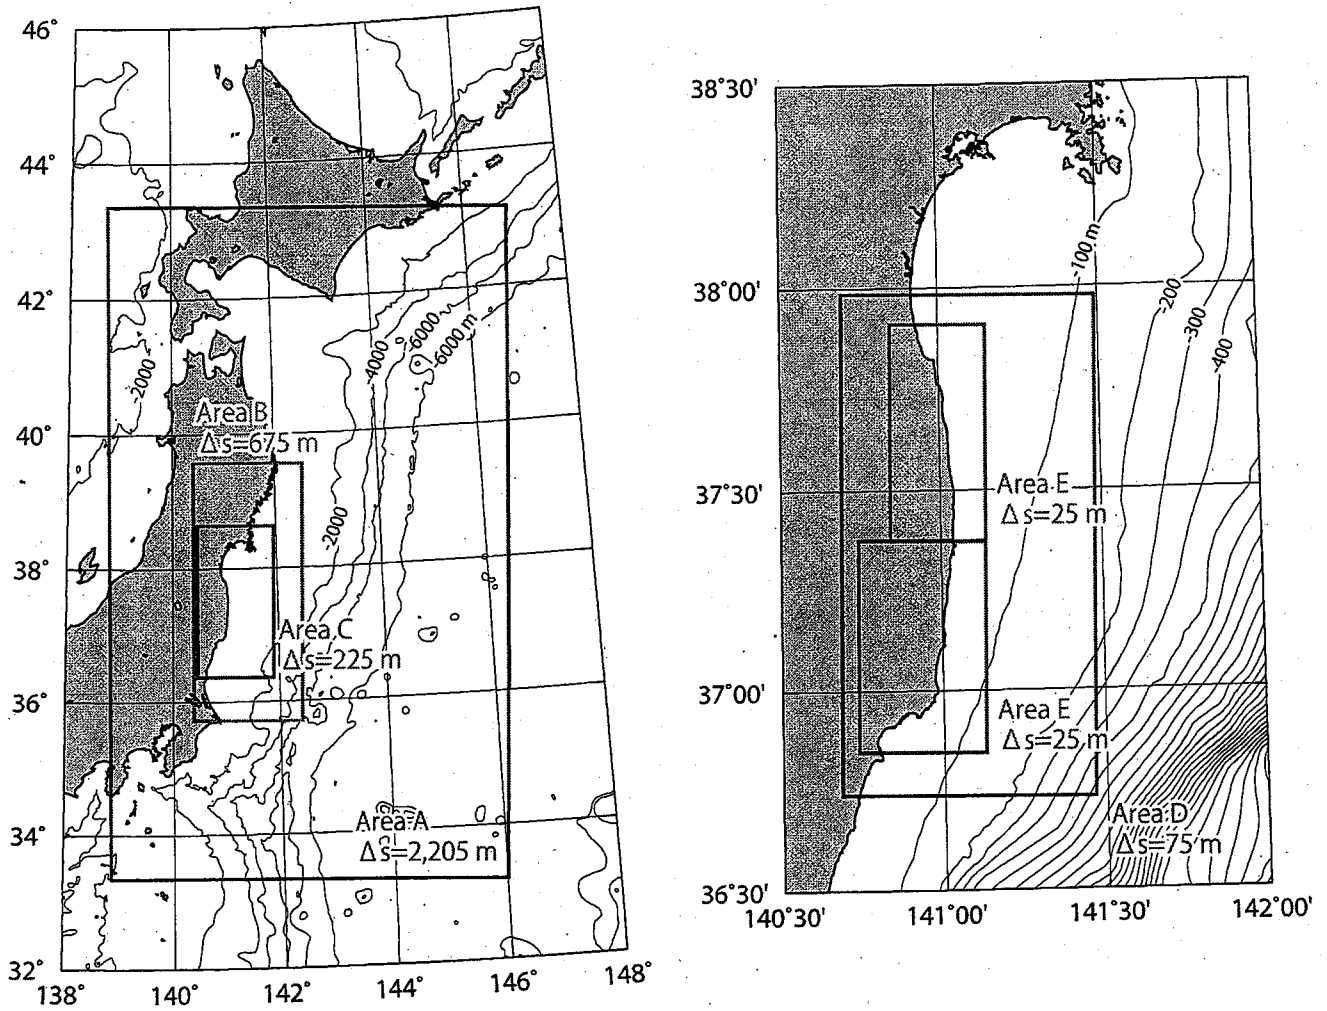 46°
44°
42°
40°
38°
36°
34°
32°
138°
140°
142°
144°
146°
148°
-2000
-4000
-6000
-6000 m
-2000
Area B
Δs=675 m
Area C
Δs=225 m
Area A
Δs=2,205 m
38°30'
38°00'
37°30'
37°00'
36°30'
140°30'
141°00'
141°30'
142°00'
-100 m
-200
-300
-400
Area E
Δs=25 m
Area E
Δs=25 m
Area D
Δs=75 m